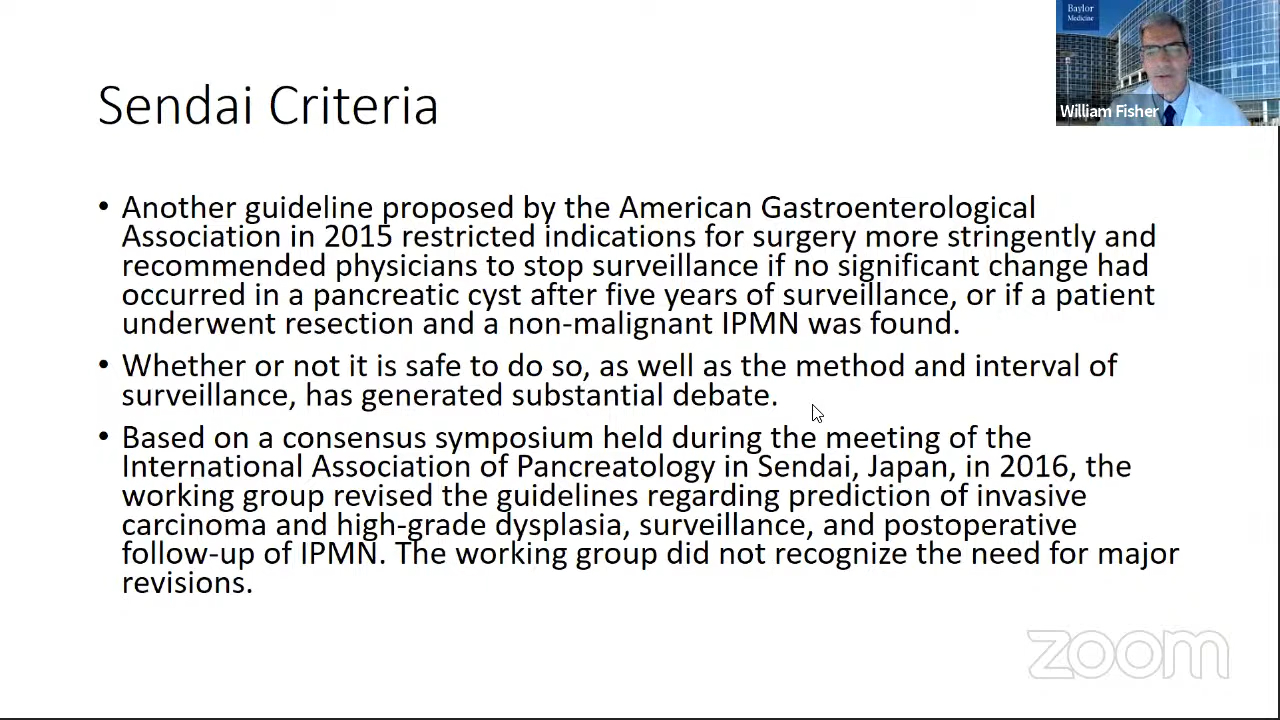 Baylor
Medicine
William Fisher
Sendai Criteria
• Another guideline proposed by the American Gastroenterological
Association in 2015 restricted indications for surgery more stringently and
recommended physicians to stop surveillance if no significant change had
occurred in a pancreatic cyst after five years of surveillance, or if a patient
underwent resection and a non-malignant IPMN was found.
• Whether or not it is safe to do so, as well as the method and interval of
surveillance, has generated substantial debate.
• Based on a consensus symposium held during the meeting of the
International Association of Pancreatology in Sendai, Japan, in 2016, the
working group revised the guidelines regarding prediction of invasive
carcinoma and high-grade dysplasia, surveillance, and postoperative
follow-up of IPMN. The working group did not recognize the need for major
revisions.
zoom